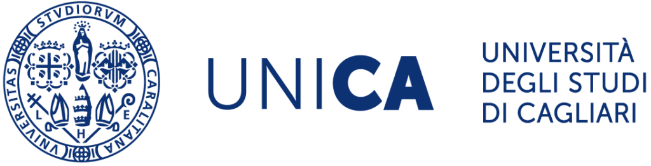 STVDIORVM
VNIVERSITAS CARALITANA
L H E
UNICA
UNIVERSITÀ
DEGLI STUDI
DI CAGLIARI